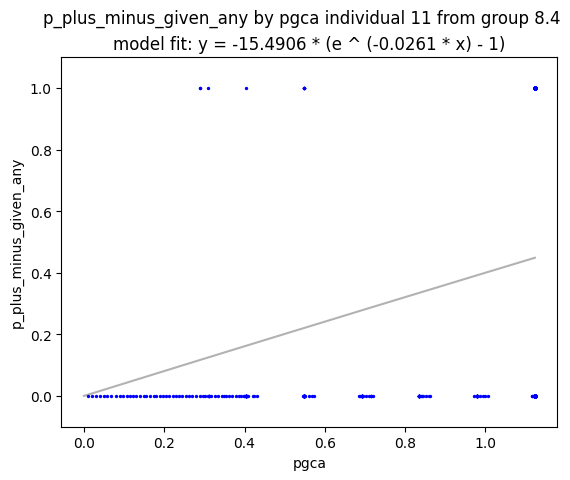 p_plus_minus_given_any by pgca individual 11 from group 8.4
model fit: y = -15.4906 * (e ^ (-0.0261 * x) - 1)
1.0
0.8
0.6
0.4
0.2
0.0
p_plus_minus_given_any
0.0 0.2 0.4 0.6 0.8 1.0
pgca